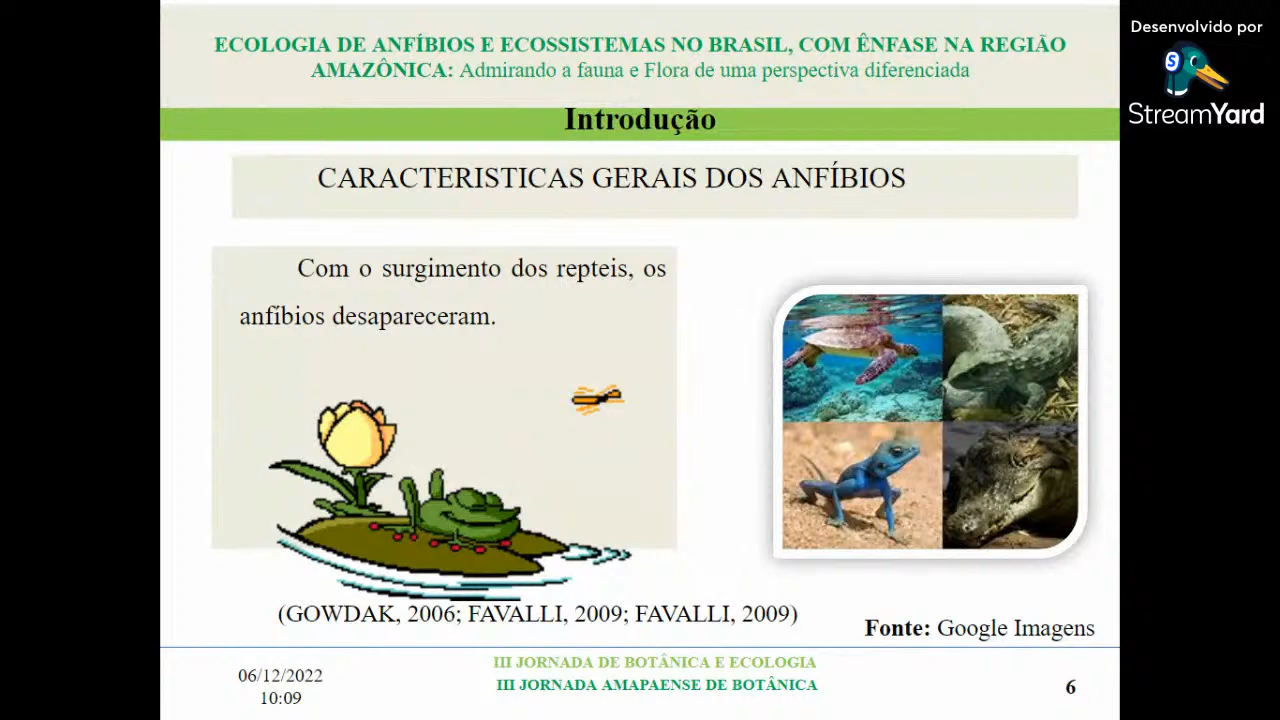 Desenvolvido por
StreamYard
ECOLOGIA DE ANFÍBIOS E ECOSSISTEMAS NO BRASIL, COM ÊNFASE NA REGIÃO
AMAZÔNICA: Admirando a fauna e Flora de uma perspectiva diferenciada
Introdução
CARACTERISTICAS GERAIS DOS ANFÍBIOS
Com o surgimento dos repteis, os
anfíbios desapareceram.
(GOWDAK, 2006; FAVALLI, 2009; FAVALLI, 2009)
Fonte: Google Imagens
06/12/2022
10:09
III JORNADA DE BOTÂNICA E ECOLOGIA
III JORNADA AMAPAENSE DE BOTÂNICA
6